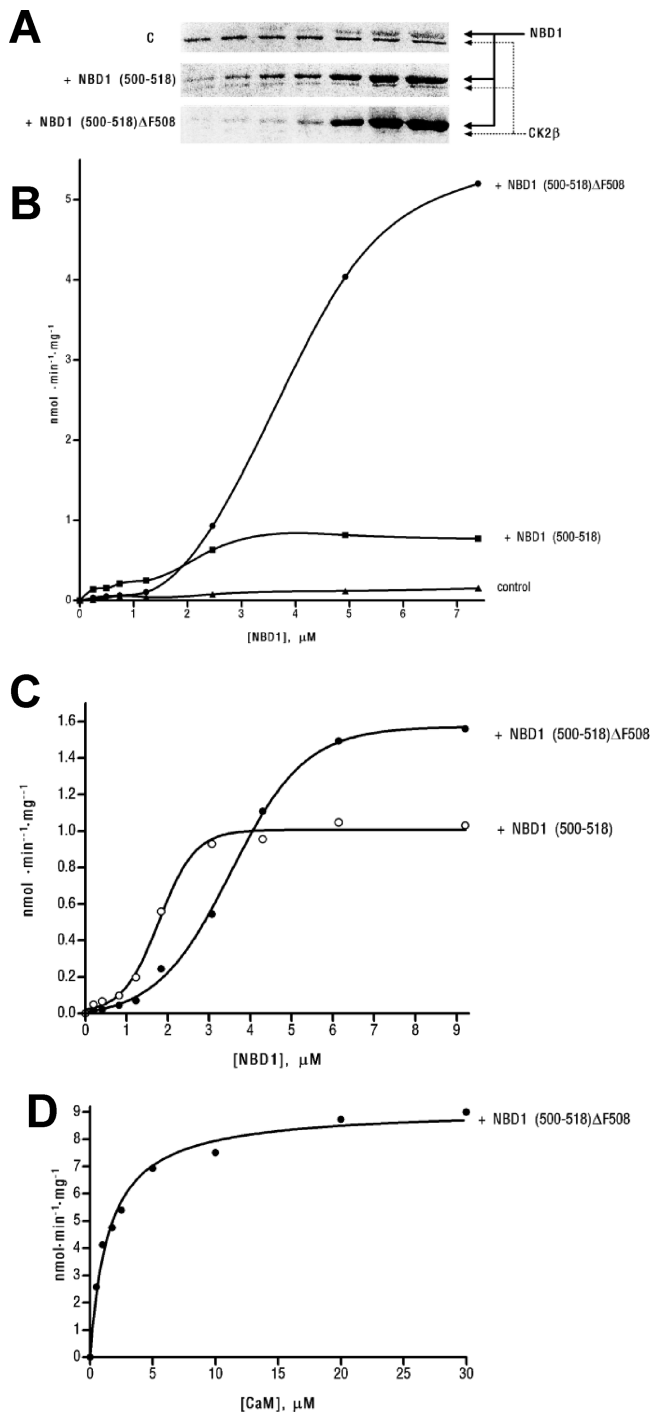 A
C
NBD1
+ NBD1 (500-518)
+ NBD1 (500-518)ΔF508
CK2β
B
5
4
3
2
1
0
nmol ·min⁻¹·mg⁻¹
+ NBD1 (500-518)ΔF508
+ NBD1 (500-518)
control
0 1 2 3 4 5 6 7
[NBD1], μM
C
1.6
1.4
1.2
1.0
0.8
0.6
0.4
0.2
0.0
nmol ·min⁻¹·mg⁻¹
+ NBD1 (500-518)ΔF508
+ NBD1 (500-518)
0 1 2 3 4 5 6 7 8 9
[NBD1], μM
D
9
8
7
6
5
4
3
2
1
0
nmol·min⁻¹·mg⁻¹
+ NBD1 (500-518)ΔF508
0 5 10 15 20 25 30
[CaM], μM